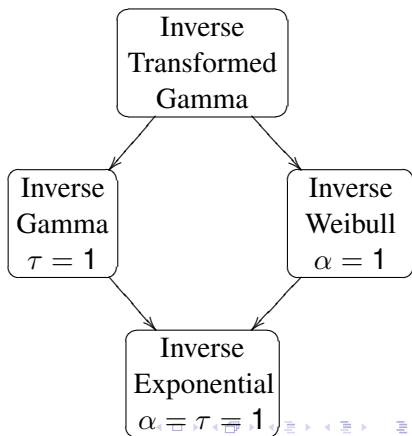 Inverse
Transformed
Gamma
Inverse
Gamma
τ = 1
Inverse
Weibull
α = 1
Inverse
Exponential
α = τ = 1